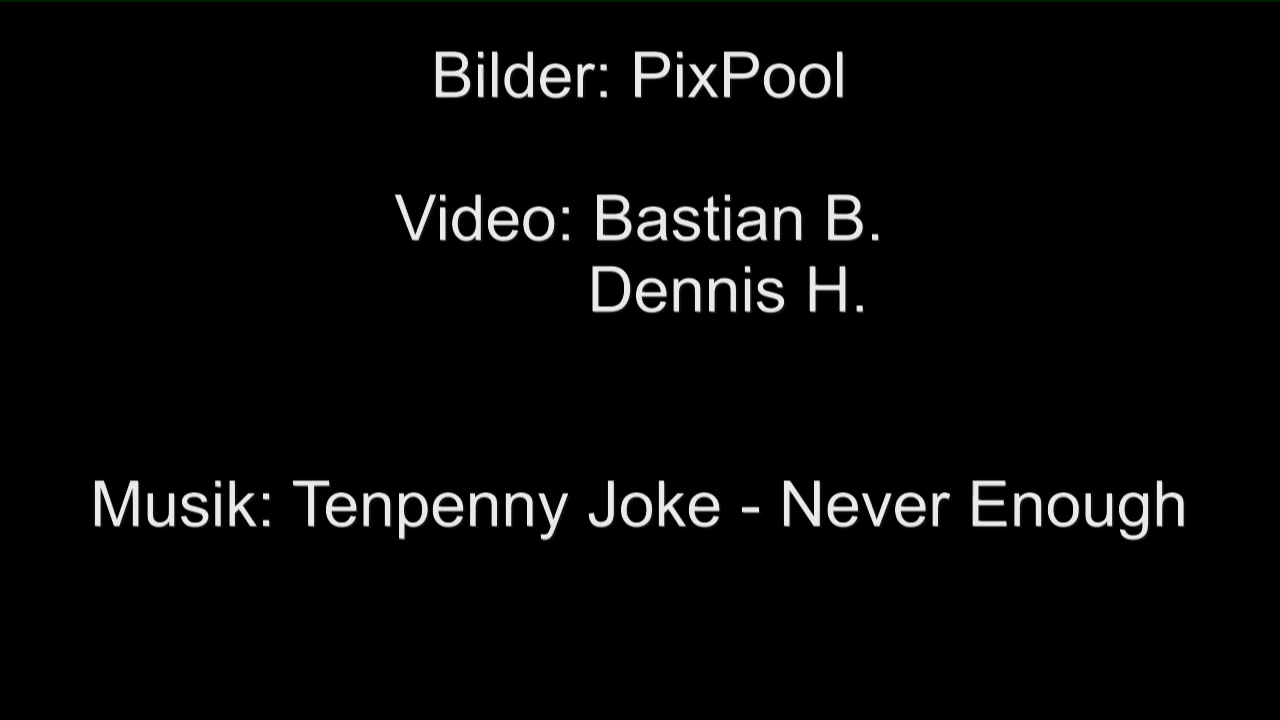 Bilder: PixPool
Video: Bastian B.
Dennis H.
Musik: Tenpenny Joke - Never Enough